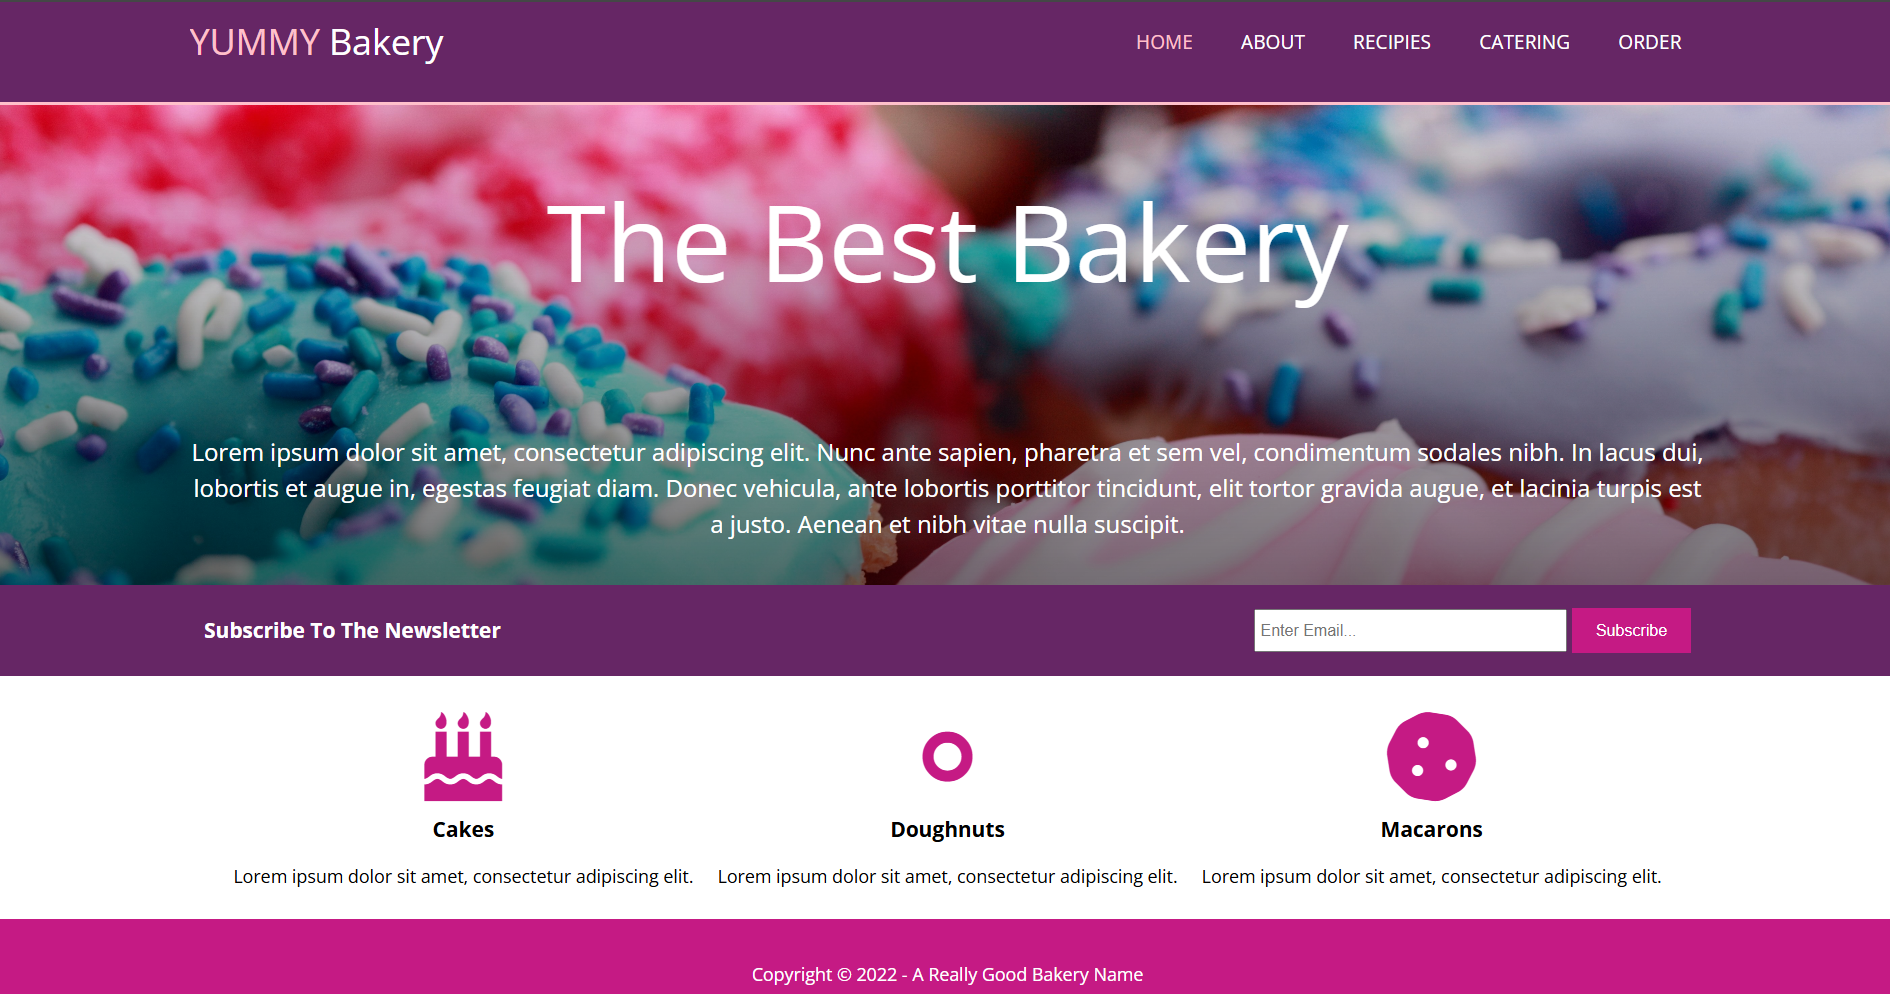 YUMMY Bakery
HOME ABOUT RECIPIES CATERING ORDER
The Best Bakery
Lorem ipsum dolor sit amet, consectetur adipiscing elit. Nunc ante sapien, pharetra et sem vel, condimentum sodales nibh. In lacus dui,
lobortis et augue in, egestas feugiat diam. Donec vehicula, ante lobortis porttitor tincidunt, elit tortor gravida augue, et lacinia turpis est
a justo. Aenean et nibh vitae nulla suscipit.
Subscribe To The Newsletter
Enter Email...
Subscribe
Cakes
Lorem ipsum dolor sit amet, consectetur adipiscing elit.
Doughnuts
Lorem ipsum dolor sit amet, consectetur adipiscing elit.
Macarons
Lorem ipsum dolor sit amet, consectetur adipiscing elit.
Copyright © 2022 - A Really Good Bakery Name